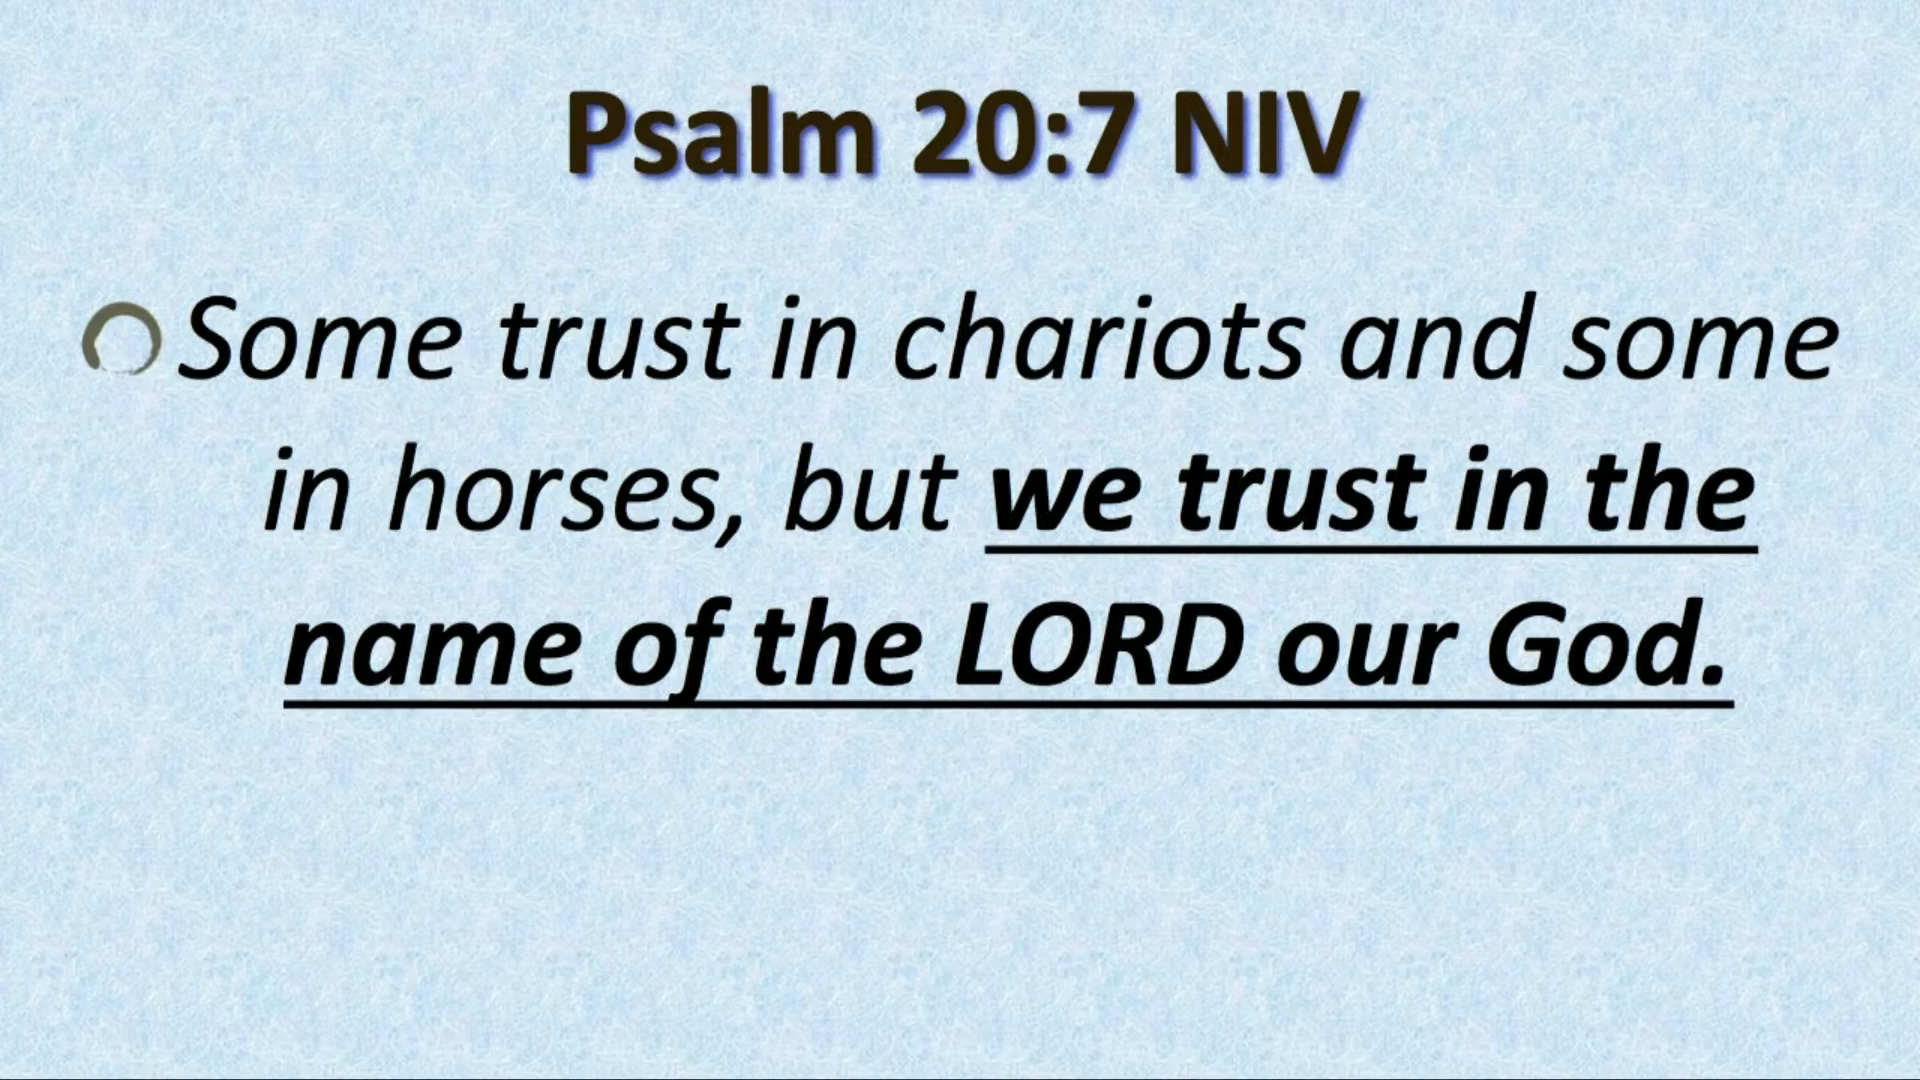 Psalm 20:7 NIV
Some trust in chariots and some
in horses, but we trust in the
name of the LORD our God.